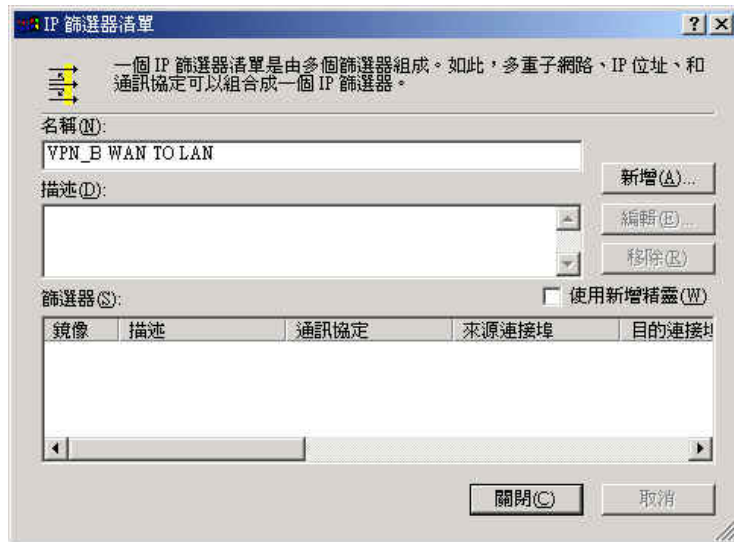 IP 篩選器清單
一個 IP 篩選器清單是由多個篩選器組成。如此，多重子網路、IP 位址、和
通訊協定可以組合成一個 IP 篩選器。
名稱(N):
VPN_B WAN TO LAN
新增(A)...
描述(D):
編輯(E)...
移除(R)
篩選器(S):
使用新增精靈(W)
鏡像 描述 通訊協定 來源連接埠 目的連接埠
關閉(C) 取消